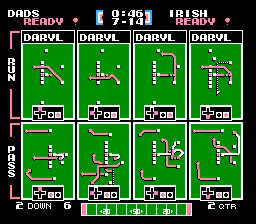 DADS 0:46 IRISH
READY 7-14 READY
DARYL DARYL DARYL DARYL
RUN
PASS
2 DOWN 6 2 QTR
◂20▸ ◂50▸ ◂20▸